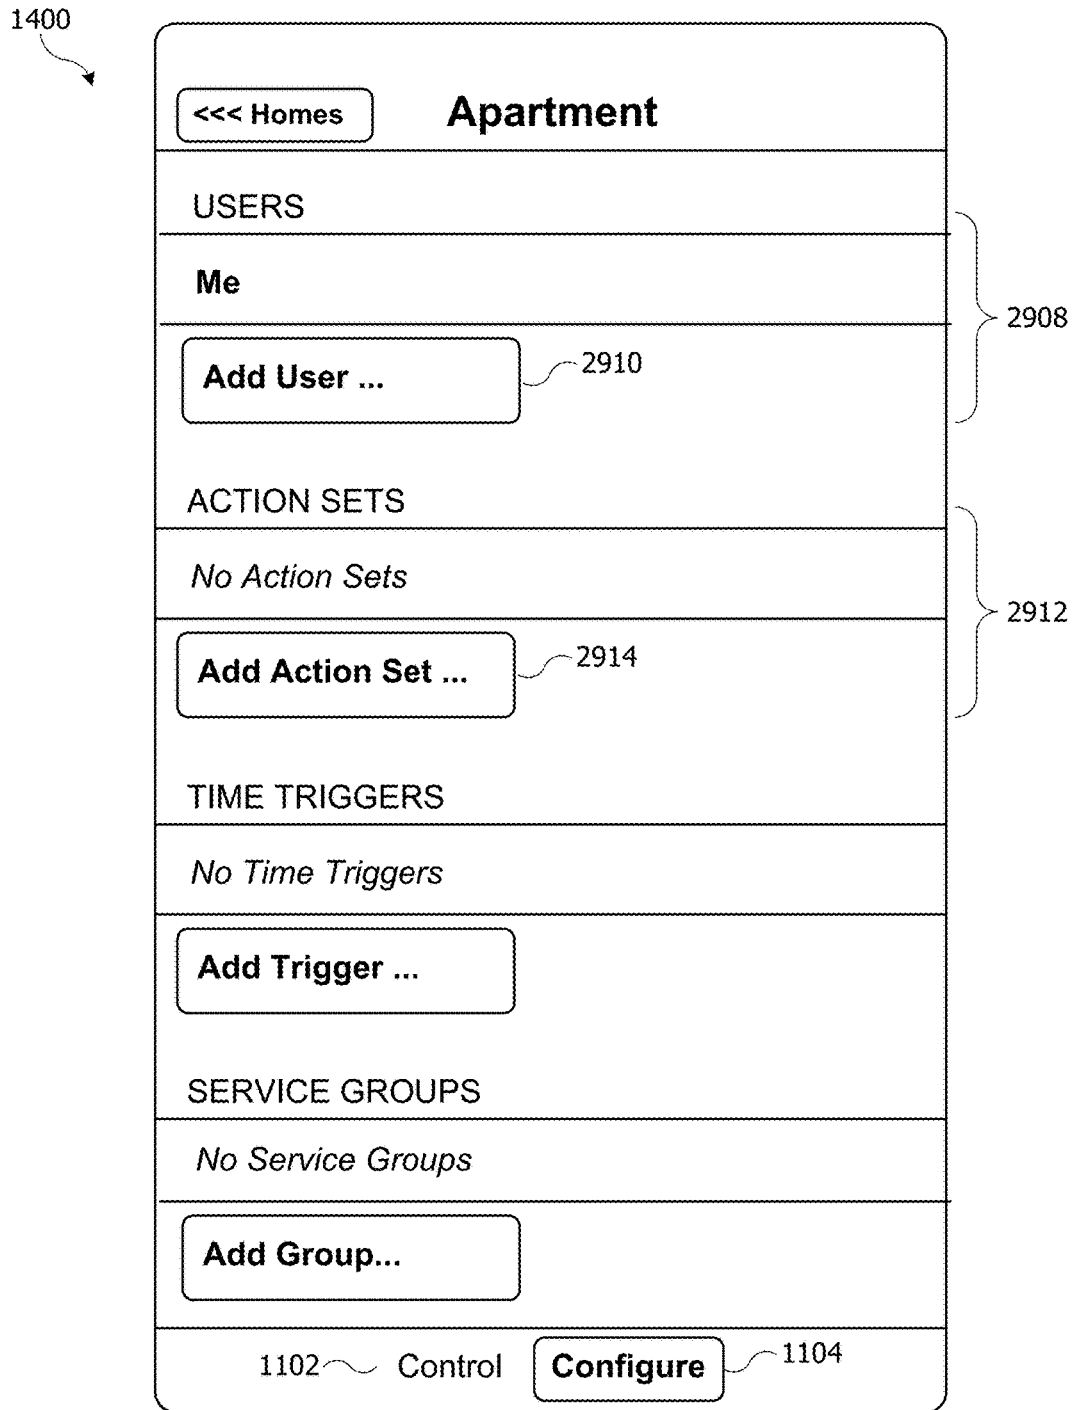 1400
<<< Homes Apartment
USERS
Me
2908
Add User ... 2910
ACTION SETS
No Action Sets
2912
Add Action Set ... 2914
TIME TRIGGERS
No Time Triggers
Add Trigger ...
SERVICE GROUPS
No Service Groups
Add Group...
1102 Control Configure 1104